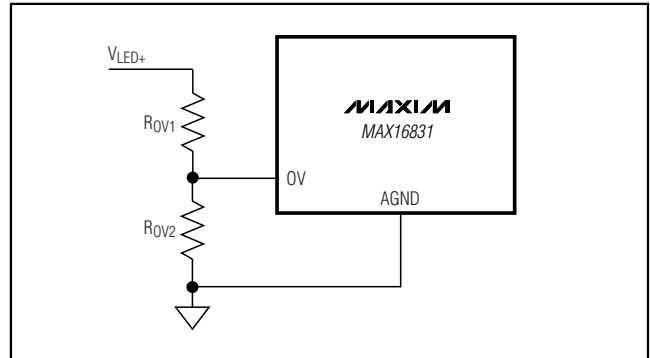 VLED+
ROV1
MAXIM
MAX16831
OV
AGND
ROV2